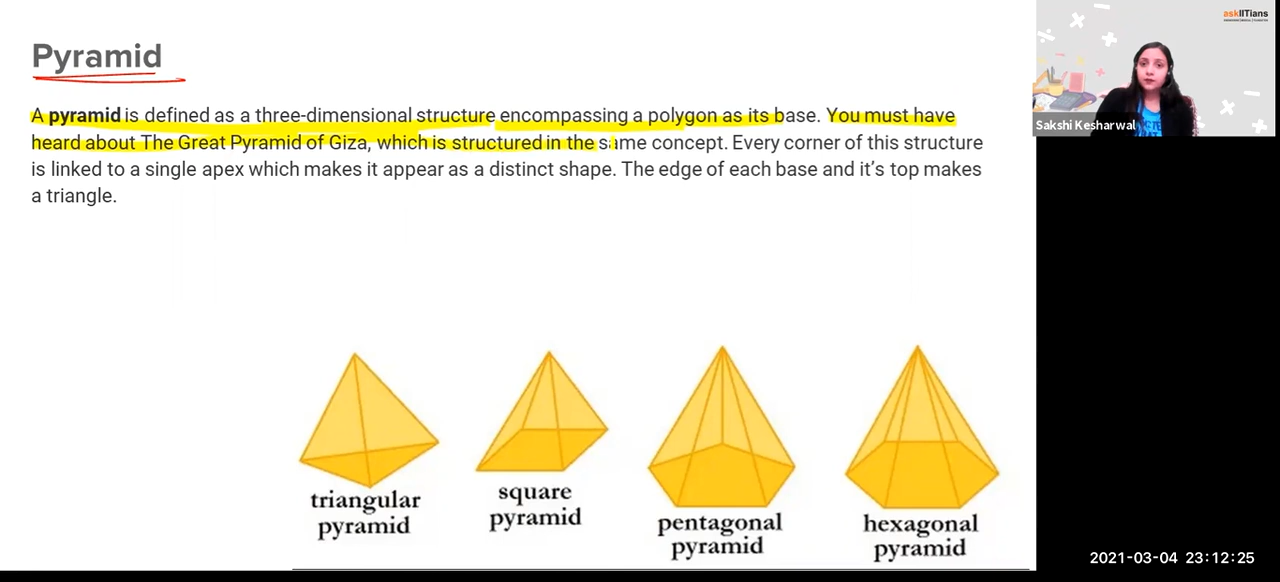 Pyramid
A pyramid is defined as a three-dimensional structure encompassing a polygon as its base. You must have
heard about The Great Pyramid of Giza, which is structured in the same concept. Every corner of this structure
is linked to a single apex which makes it appear as a distinct shape. The edge of each base and it's top makes
a triangle.
triangular
pyramid
square
pyramid
pentagonal
pyramid
hexagonal
pyramid
askIITians
Sakshi Kesharwal
2021-03-04 23:12:25